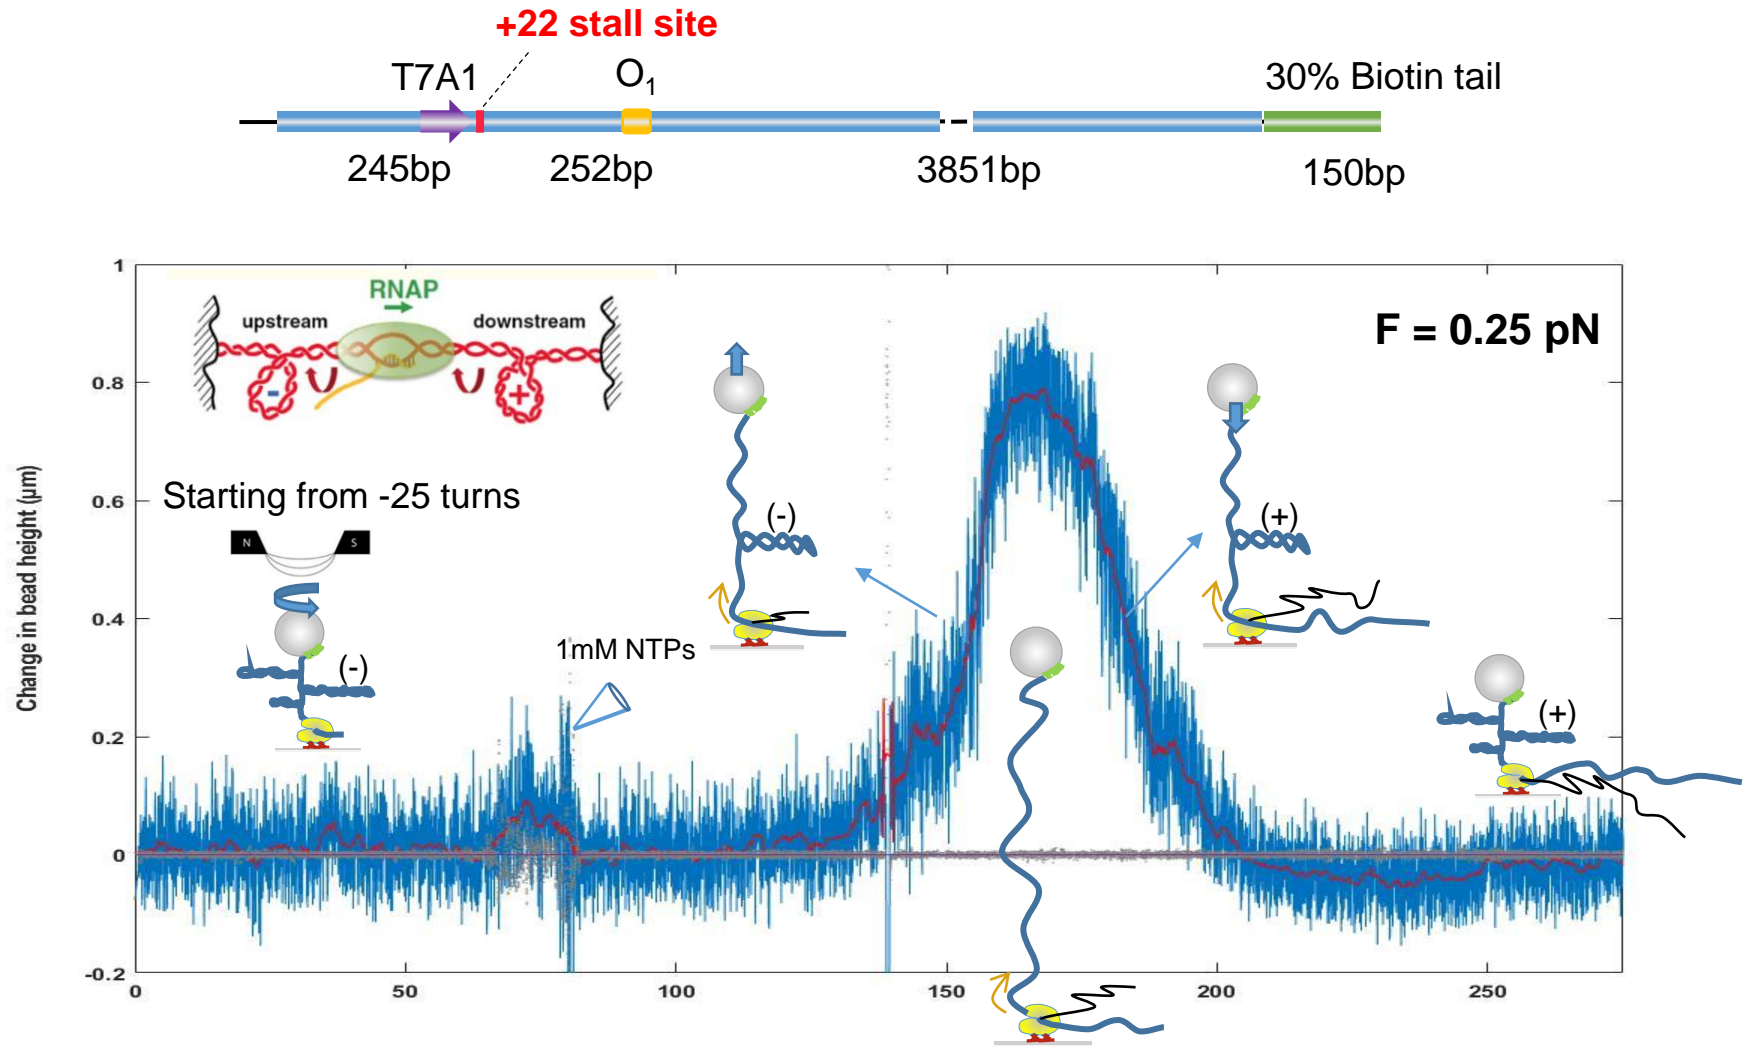 +22 stall site
T7A1
O₁
30% Biotin tail
245bp
252bp
3851bp
150bp
1
0.8
0.6
0.4
0.2
0
-0.2
Change in bead height (μm)
RNAP
upstream
downstream
-
+
F = 0.25 pN
Starting from -25 turns
N
S
(-)
1mM NTPs
(-)
(+)
(+)
0
50
100
150
200
250